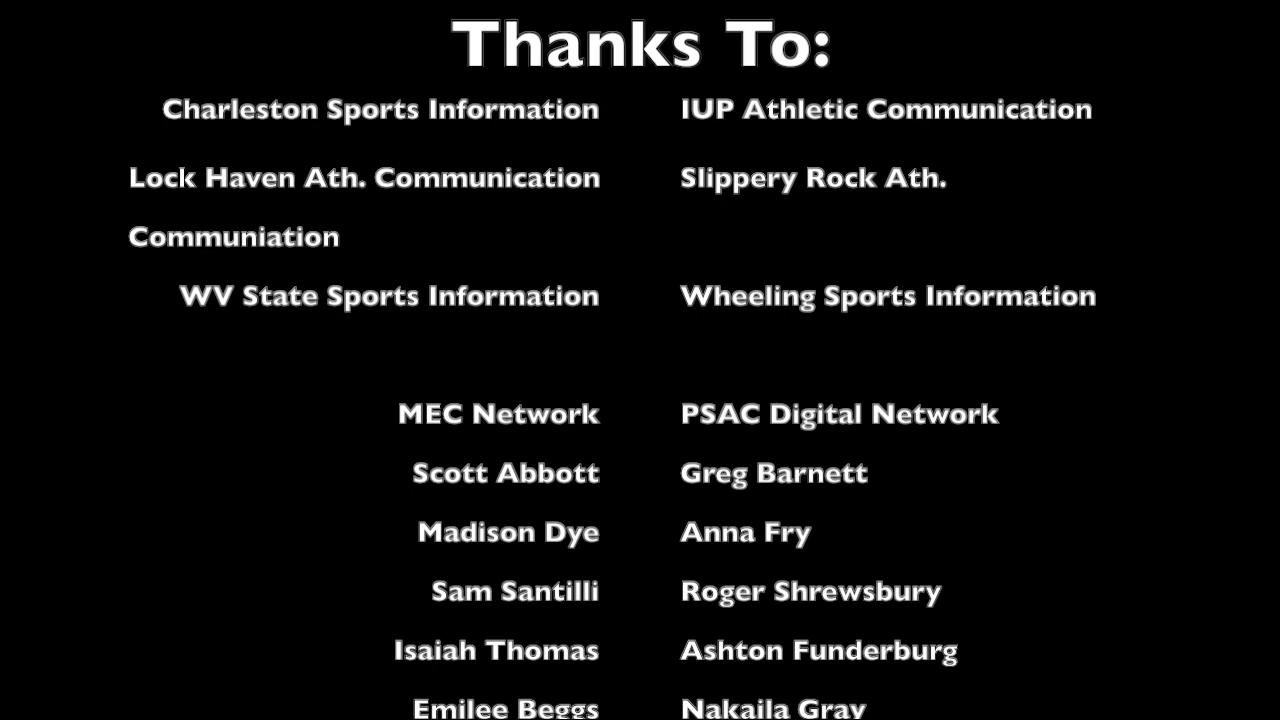 Thanks To:
Charleston Sports Information IUP Athletic Communication
Lock Haven Ath. Communication Slippery Rock Ath.
Communiation
WV State Sports Information Wheeling Sports Information
MEC Network PSAC Digital Network
Scott Abbott Greg Barnett
Madison Dye Anna Fry
Sam Santilli Roger Shrewsbury
Isaiah Thomas Ashton Funderburg
Emilee Beggs Nakaila Gray